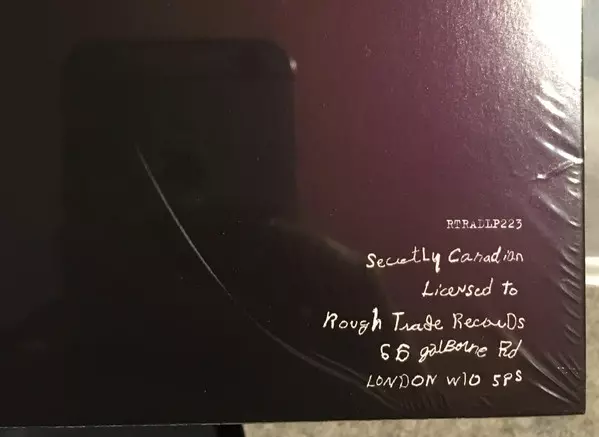 RTRADLP223
Secretly Canadian
Licensed to
Rough Trade Records
66 golborne Rd
LONDON W10 5PS